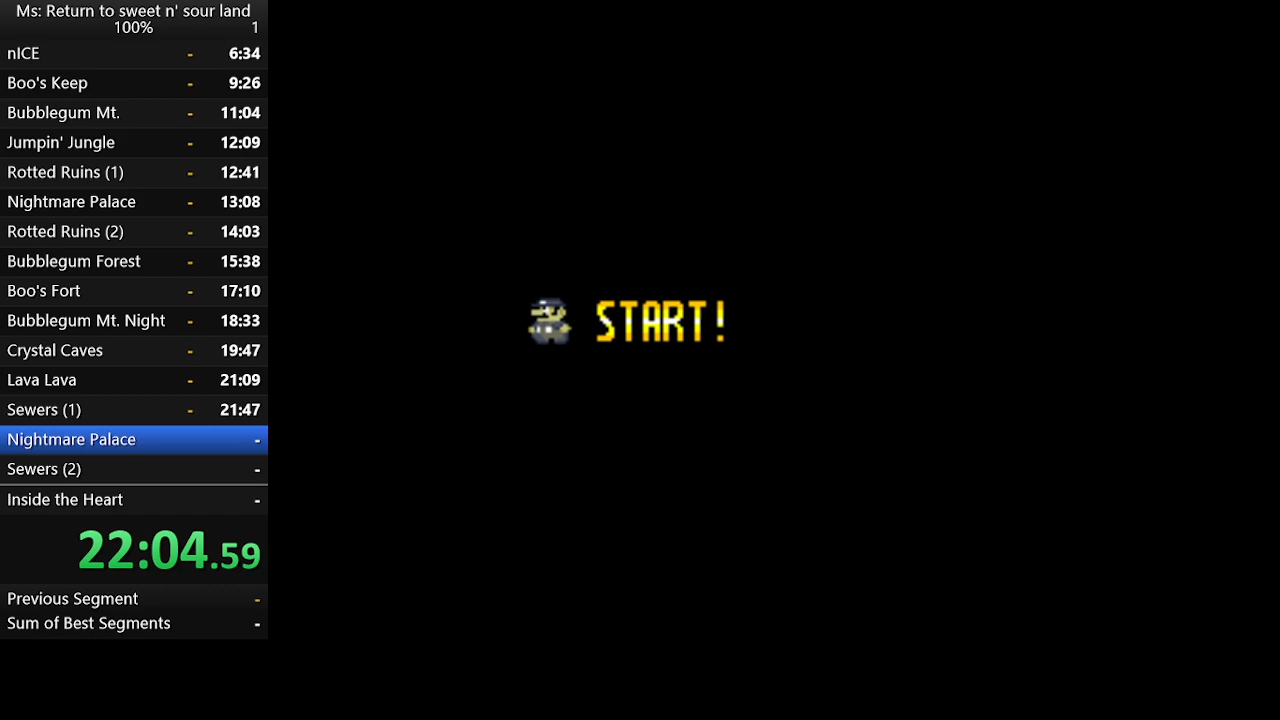 Ms: Return to sweet n' sour land
100% 1
nICE - 6:34
Boo's Keep - 9:26
Bubblegum Mt. - 11:04
Jumpin' Jungle - 12:09
Rotted Ruins (1) - 12:41
Nightmare Palace - 13:08
Rotted Ruins (2) - 14:03
Bubblegum Forest - 15:38
Boo's Fort - 17:10
Bubblegum Mt. Night - 18:33
Crystal Caves - 19:47
Lava Lava - 21:09
Sewers (1) - 21:47
Nightmare Palace -
Sewers (2) -
Inside the Heart -
22:04.59
Previous Segment -
Sum of Best Segments -
START!